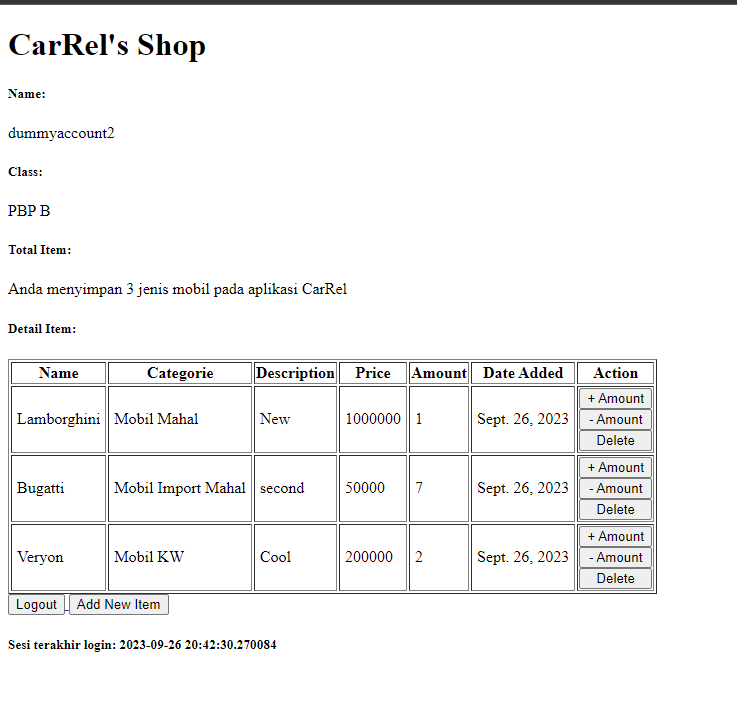 CarRel's Shop
Name:
dummyaccount2
Class:
PBP B
Total Item:
Anda menyimpan 3 jenis mobil pada aplikasi CarRel
Detail Item:
Name Categorie Description Price Amount Date Added Action
Lamborghini Mobil Mahal New 1000000 1 Sept. 26, 2023 + Amount
- Amount
Delete
Bugatti Mobil Import Mahal second 50000 7 Sept. 26, 2023 + Amount
- Amount
Delete
Veryon Mobil KW Cool 200000 2 Sept. 26, 2023 + Amount
- Amount
Delete
Logout Add New Item
Sesi terakhir login: 2023-09-26 20:42:30.270084